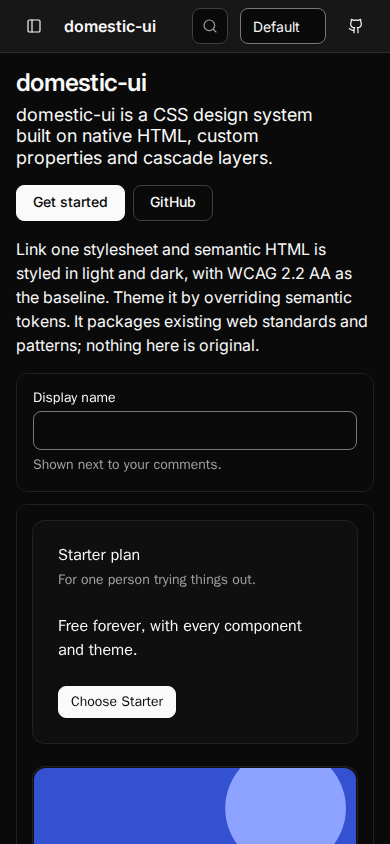 domestic-ui
Default
domestic-ui
domestic-ui is a CSS design system
built on native HTML, custom
properties and cascade layers.
Get started
GitHub
Link one stylesheet and semantic HTML is
styled in light and dark, with WCAG 2.2 AA as
the baseline. Theme it by overriding semantic
tokens. It packages existing web standards and
patterns; nothing here is original.
Display name
Shown next to your comments.
Starter plan
For one person trying things out.
Free forever, with every component
and theme.
Choose Starter